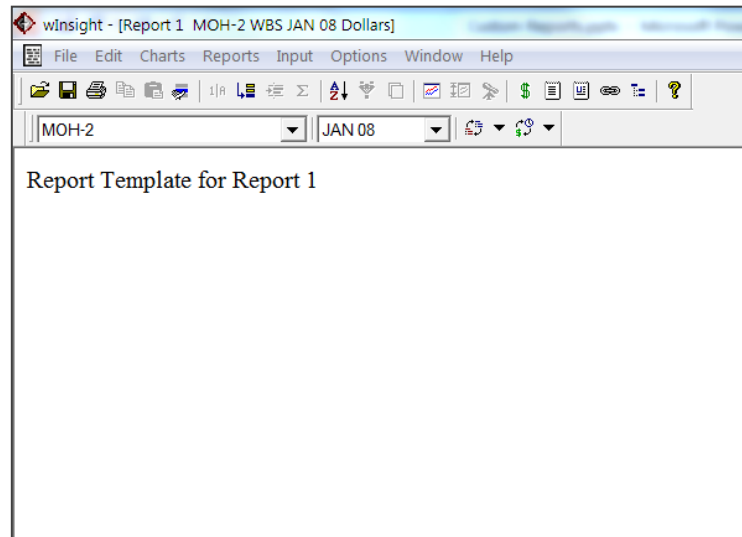 wInsight - [Report 1 MOH-2 WBS JAN 08 Dollars]
File Edit Charts Reports Input Options Window Help
MOH-2 JAN 08
Report Template for Report 1